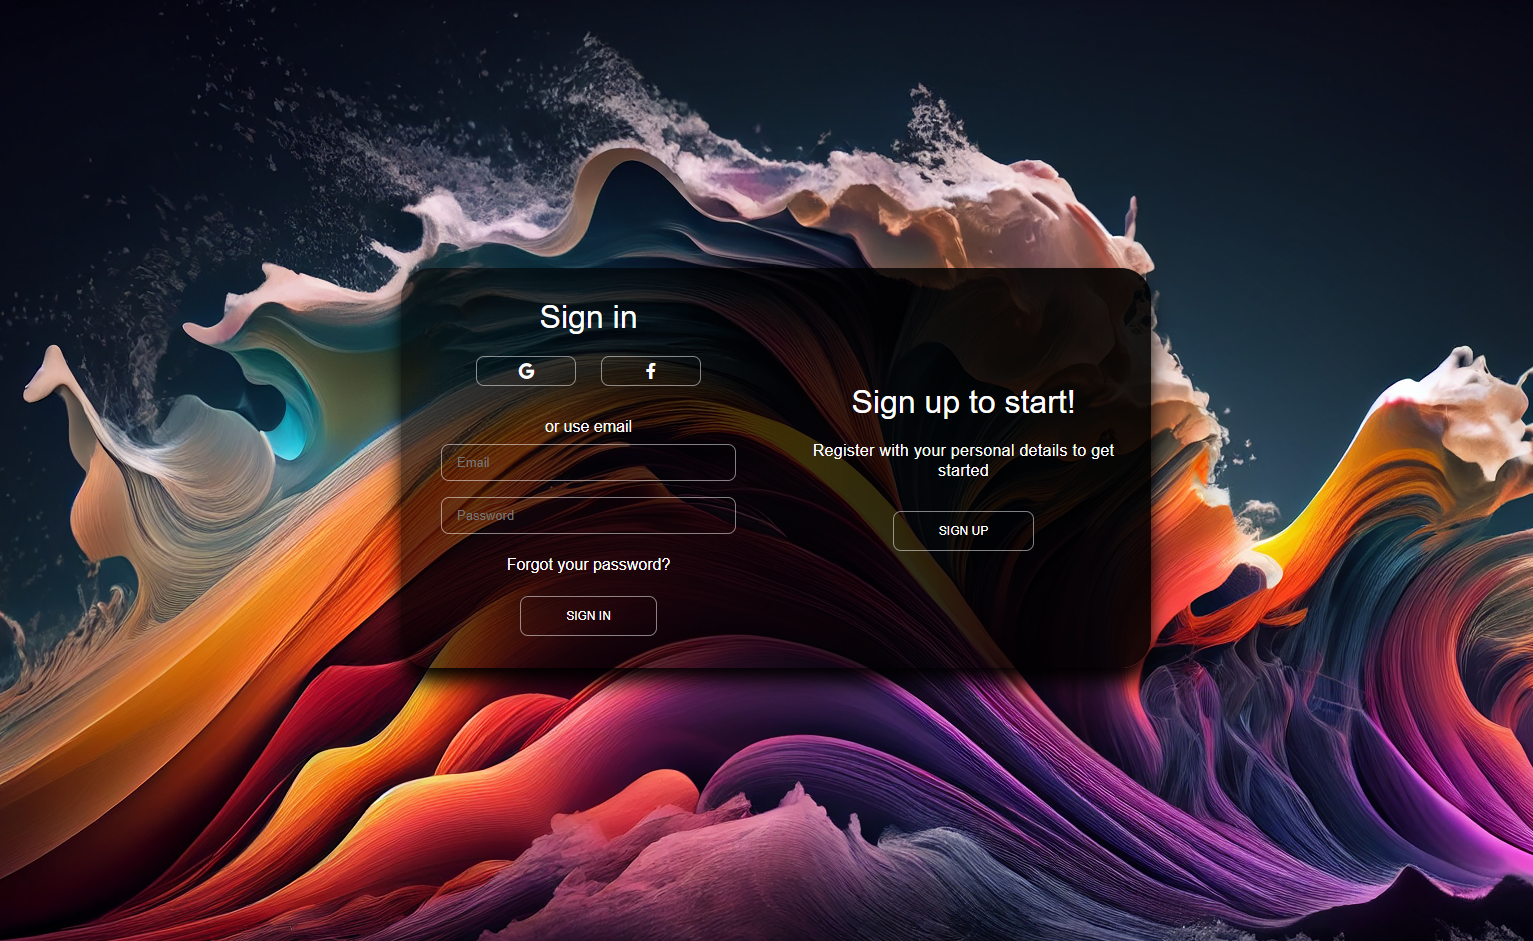 Sign in
or use email
Email
Password
Forgot your password?
SIGN IN
Sign up to start!
Register with your personal details to get
started
SIGN UP